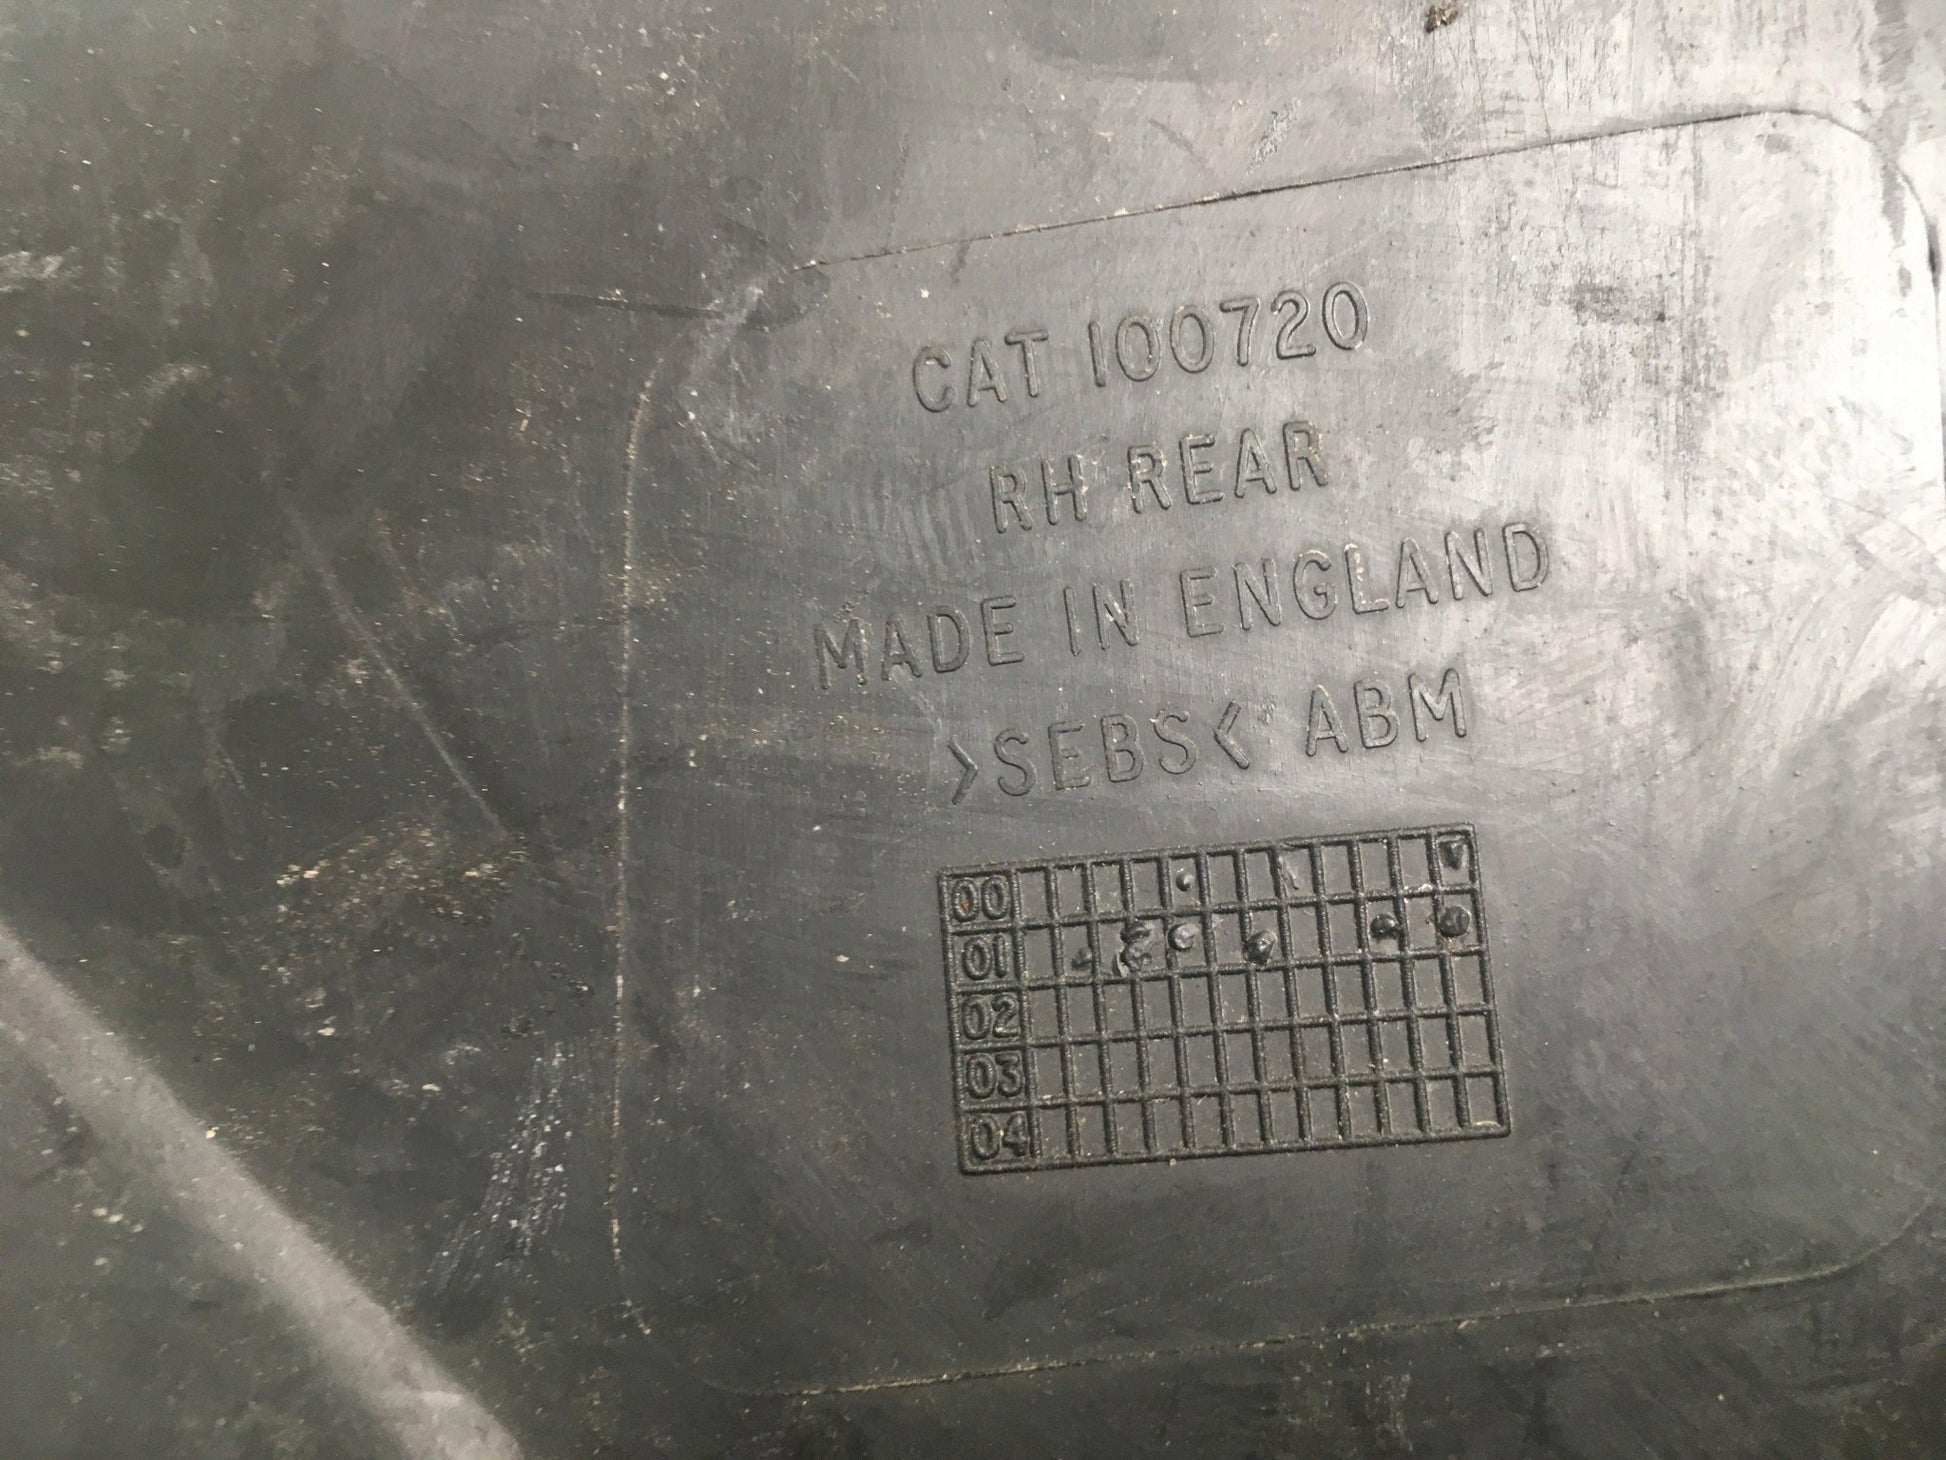 CAT 100720
RH REAR
MADE IN ENGLAND
>SEBS< ABM
00
01
02
03
04